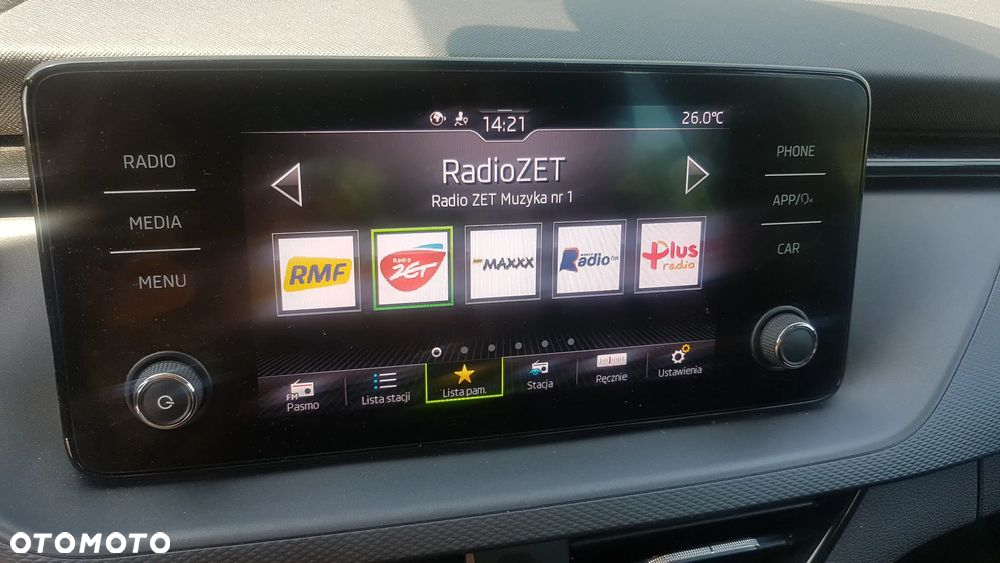 14:21
26.0°C
RADIO
MEDIA
MENU
PHONE
APP/
CAR
RadioZET
Radio ZET Muzyka nr 1
RMF
Radio ZET
MAXXX
Radio
Plus radio
FM
Pasmo
Lista stacji
Lista pam.
Stacja
Ręcznie
Ustawienia
OTOMOTO